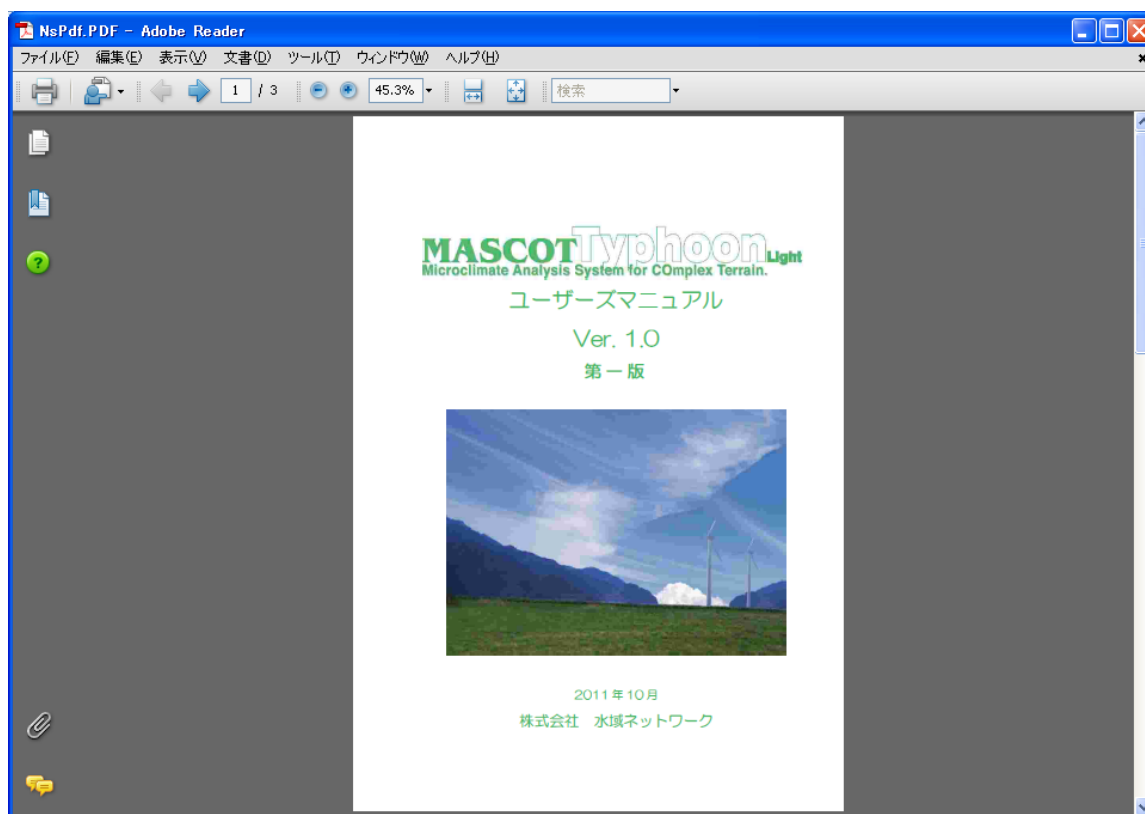 NsPdf.PDF - Adobe Reader
ファイル(F) 編集(E) 表示(V) 文書(D) ツール(T) ウィンドウ(W) ヘルプ(H)
1 / 3 45.3% 検索
MASCOT Typhoon Light
Microclimate Analysis System for COmplex Terrain.
ユーザーズマニュアル
Ver. 1.0
第一版
2011年10月
株式会社 水域ネットワーク